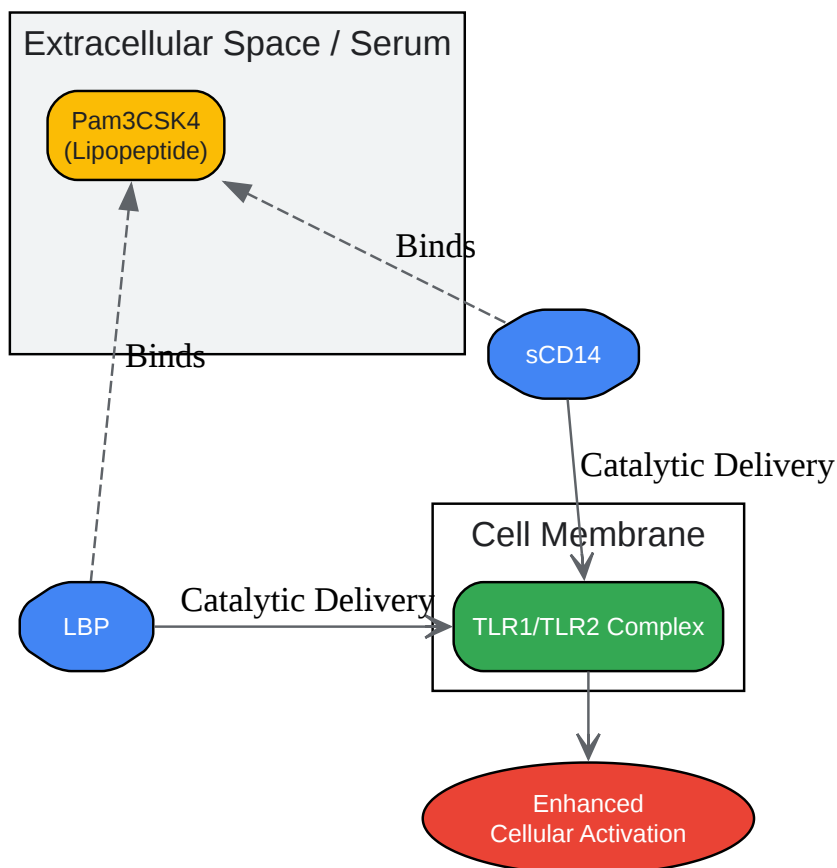 Extracellular Space / Serum
Pam3CSK4
(Lipopeptide)
Binds
sCD14
Binds
Catalytic Delivery
Cell Membrane
Catalytic Delivery
LBP
TLR1/TLR2 Complex
Enhanced
Cellular Activation